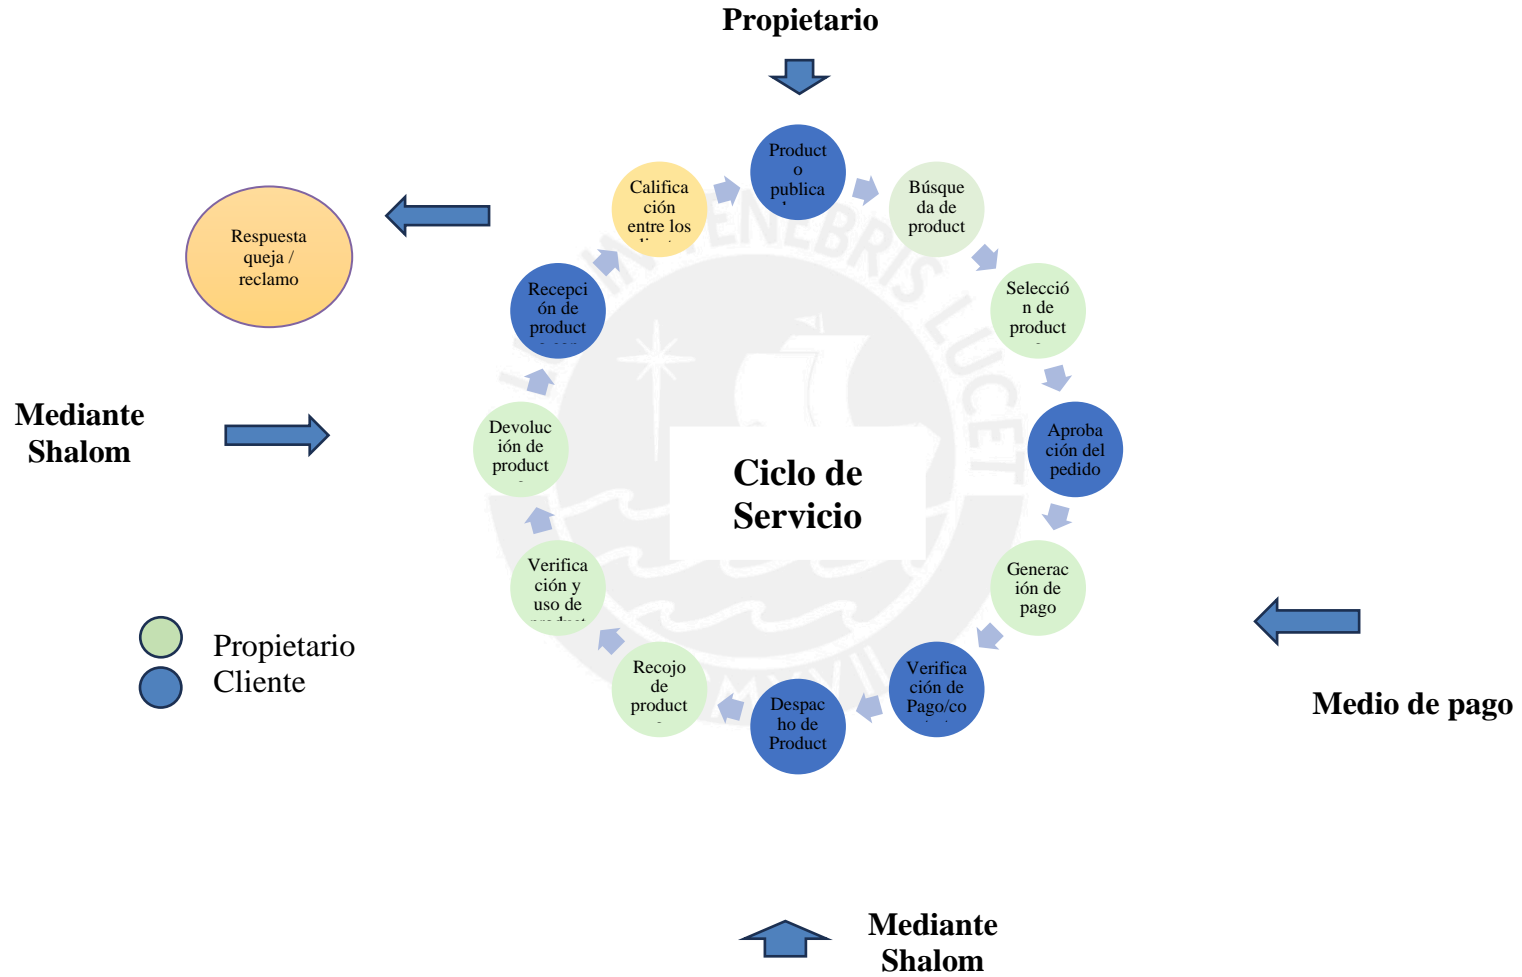 Propietario
Product
o
publica
Búsque
da de
product
Selecció
n de
product
Aproba
ción del
pedido
Generac
ión de
pago
Verifica
ción de
Pago/co
Despac
ho de
Product
Recojo
de
product
Verifica
ción y
uso de
product
Devoluc
ión de
product
Recepci
ón de
product
Califica
ción
entre los
Respuesta
queja /
reclamo
Mediante
Shalom
Ciclo de
Servicio
Propietario
Cliente
Medio de pago
Mediante
Shalom
TENEBRIS LUCET